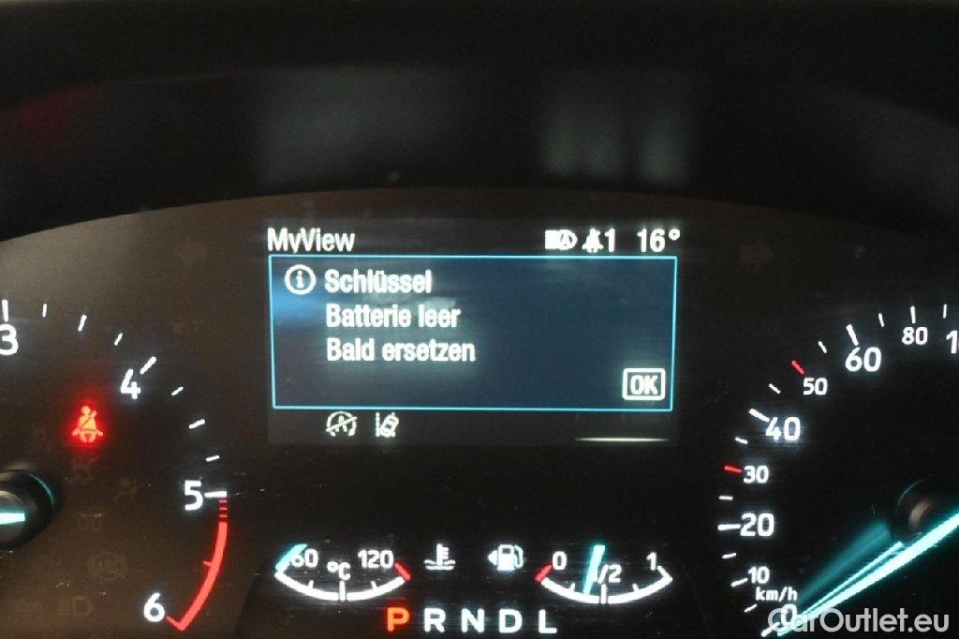 MyView 1 16°
Schlüssel
Batterie leer
Bald ersetzen
OK
3 4 5 6
60 °C 120
0 1/2 1
P R N D L
0 10 20 30 40 50 60 80
km/h
CarOutlet.eu